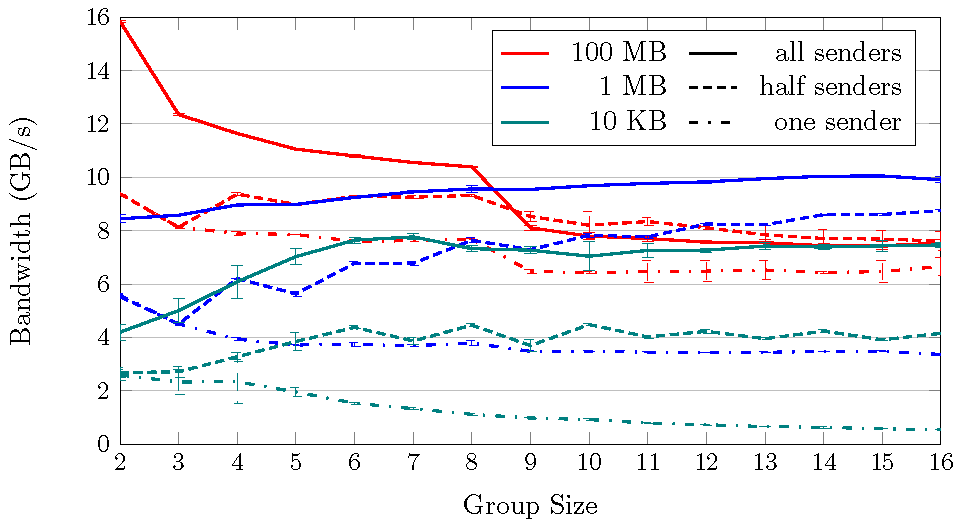 16
14
12
10
8
6
4
2
0
Bandwidth (GB/s)
100 MB all senders
1 MB half senders
10 KB one sender
2 3 4 5 6 7 8 9 10 11 12 13 14 15 16
Group Size